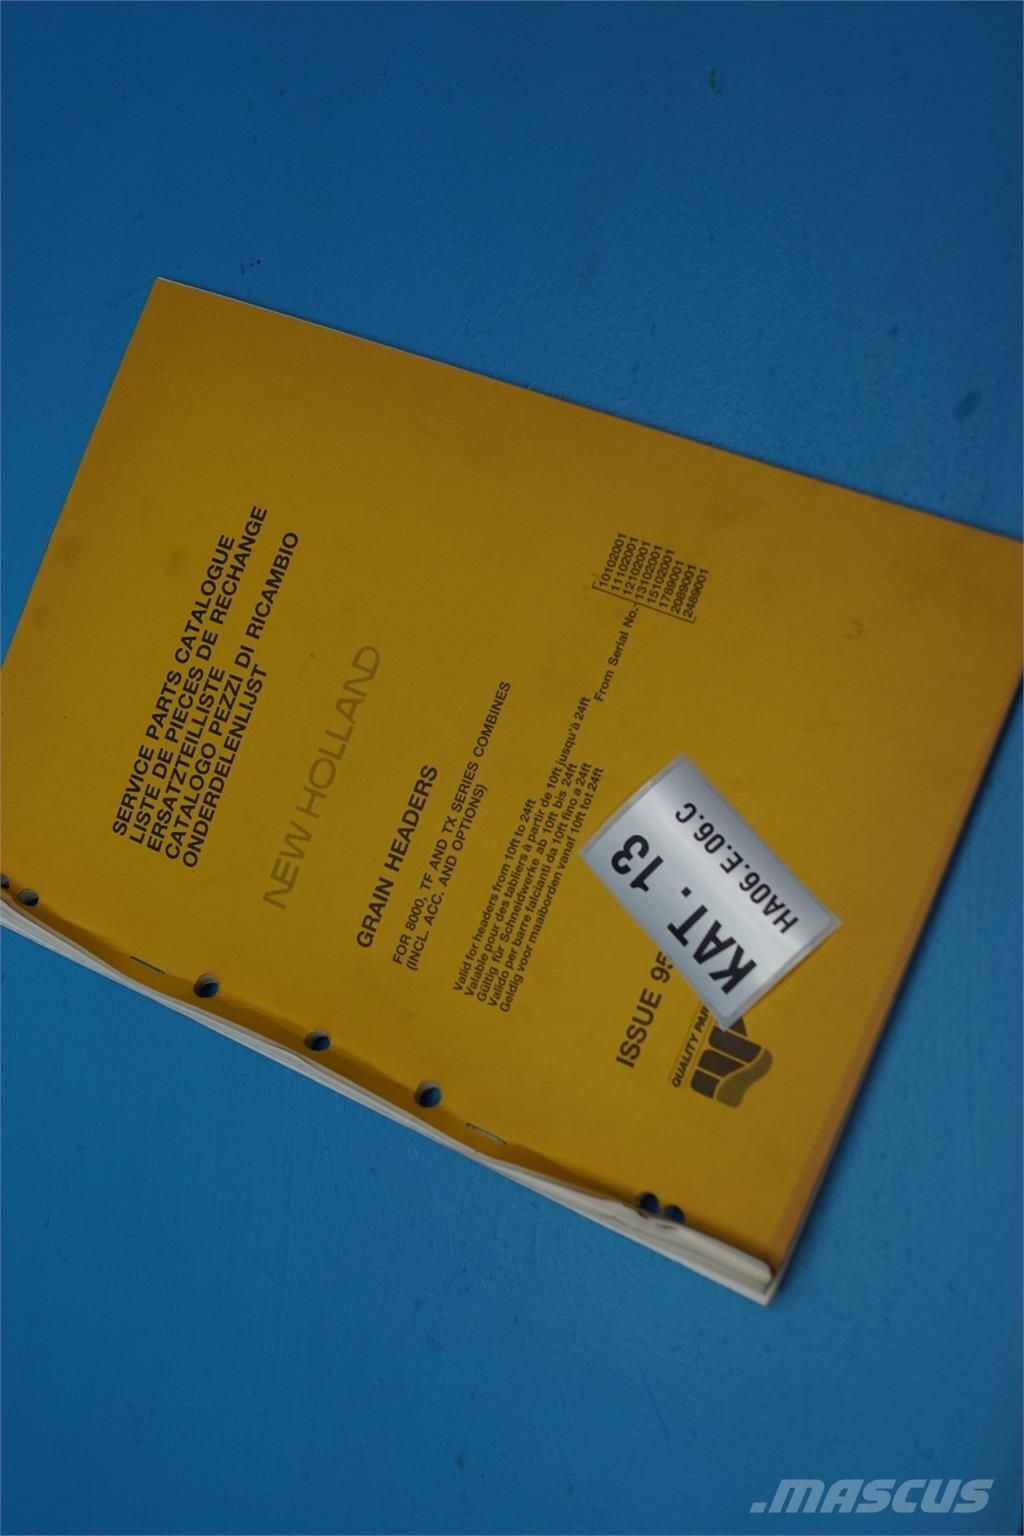 SERVICE PARTS CATALOGUE
LISTE DE PIECES DE RECHANGE
ERSATZTEILLISTE
CATALOGO PEZZI DI RICAMBIO
ONDERDELENLIJST
NEW HOLLAND
GRAIN HEADERS
FOR 8000, TF AND TX SERIES COMBINES
(INCL. ACC. AND OPTIONS)
Valid for headers from 10ft to 24ft
Valable pour des tabliers à partir de 10ft jusqu'à 24ft
Gültig für Schneidwerke ab 10ft bis 24ft
Valido per barre falcianti da 10ft fino a 24ft
Geldig voor maaiborden vanaf 10ft tot 24ft
From Serial No.
10102001
11102001
12102001
13102001
15102001
1789001
2089001
2489001
ISSUE
QUALITY
KAT. 13
HA06.E.06.C
.MASCUS